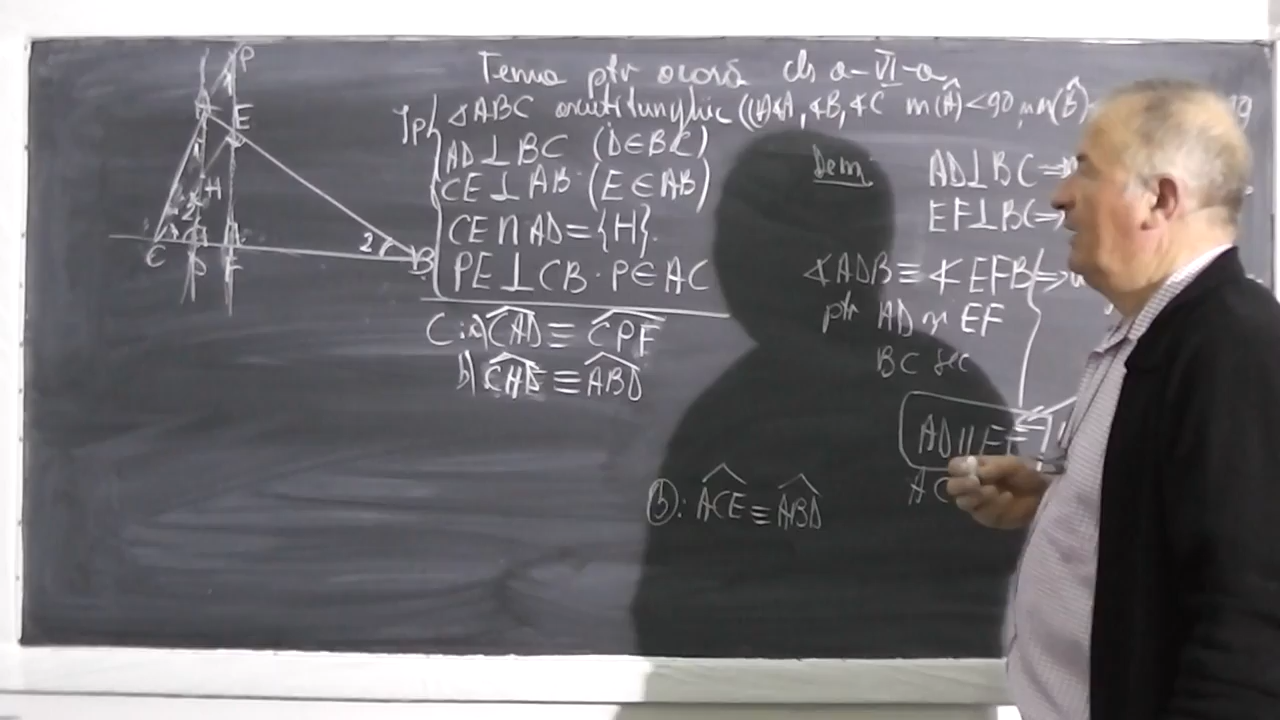 Tema ptr acasă cls a-VI-a
Ip ∢ABC ascuțitunghic ((∀)∢A, ∢B, ∢C m(Â)<90, m(B̂)
AD⊥BC (D∈BC)
CE⊥AB (E∈AB)
CE∩AD={H}.
PE⊥CB · P∈AC
C: a) CAD ≡ CPF
b) CHE ≡ ABD
P
A
E
H
C
D
F
2
B
Dem
AD⊥BC ⇒
EF⊥BC ⇒
∢ADB ≡ ∢EFB ⇒
ptr AD și EF
BC sec
AD∥EF
AC
b): ACE ≡ ABD